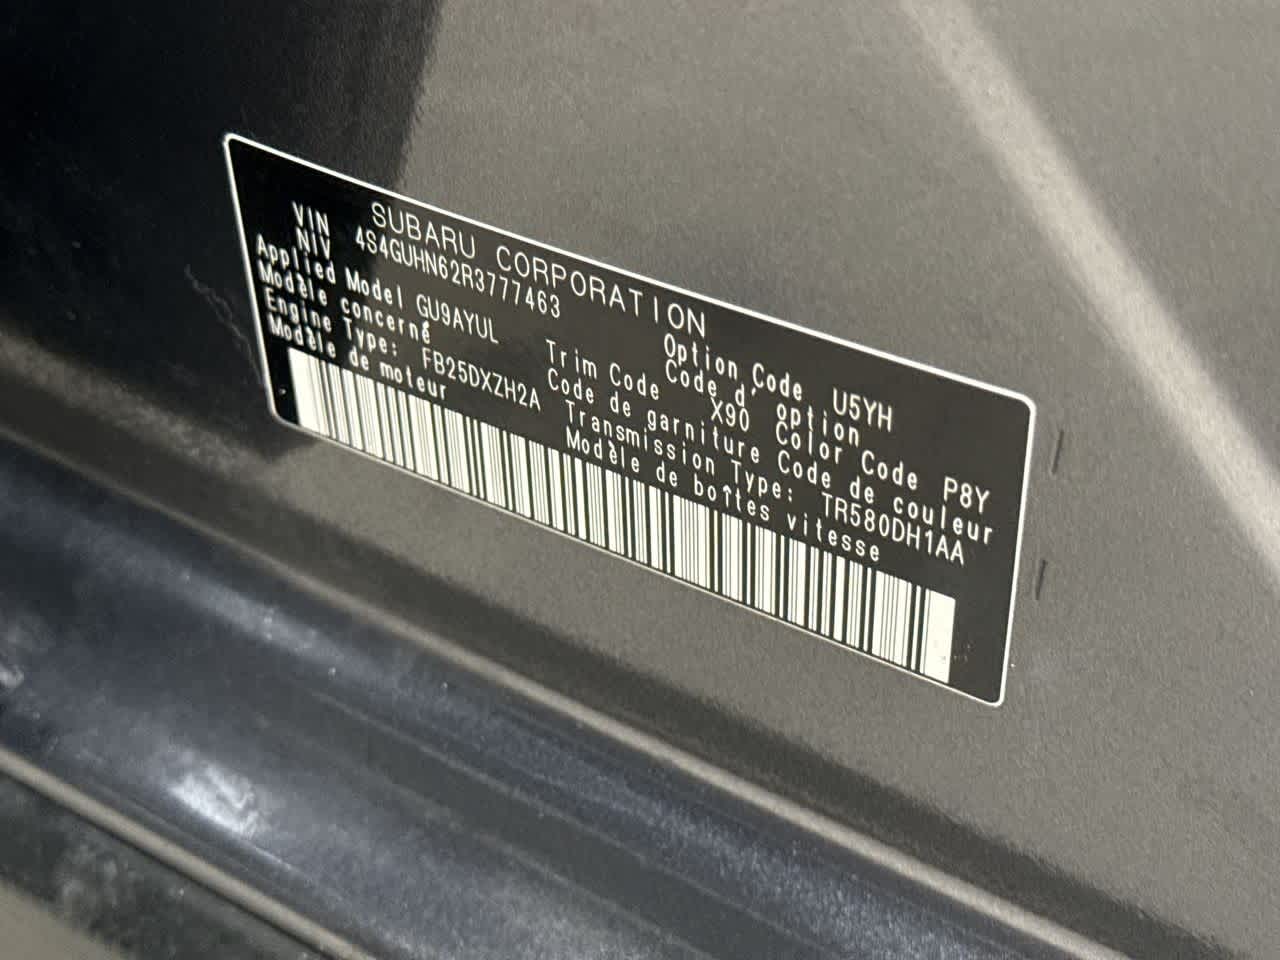 SUBARU CORPORATION
VIN
NIV 4S4GUHN62R3777463
Option Code U5YH
Code d'option
Applied Model GU9AYUL
Modèle concerné
Trim Code X90 Color Code P8Y
Code de garniture Code de couleur
Engine Type: FB25DXZH2A Transmission Type: TR580DH1AA
Modèle de moteur Modèle de boîtes vitesse